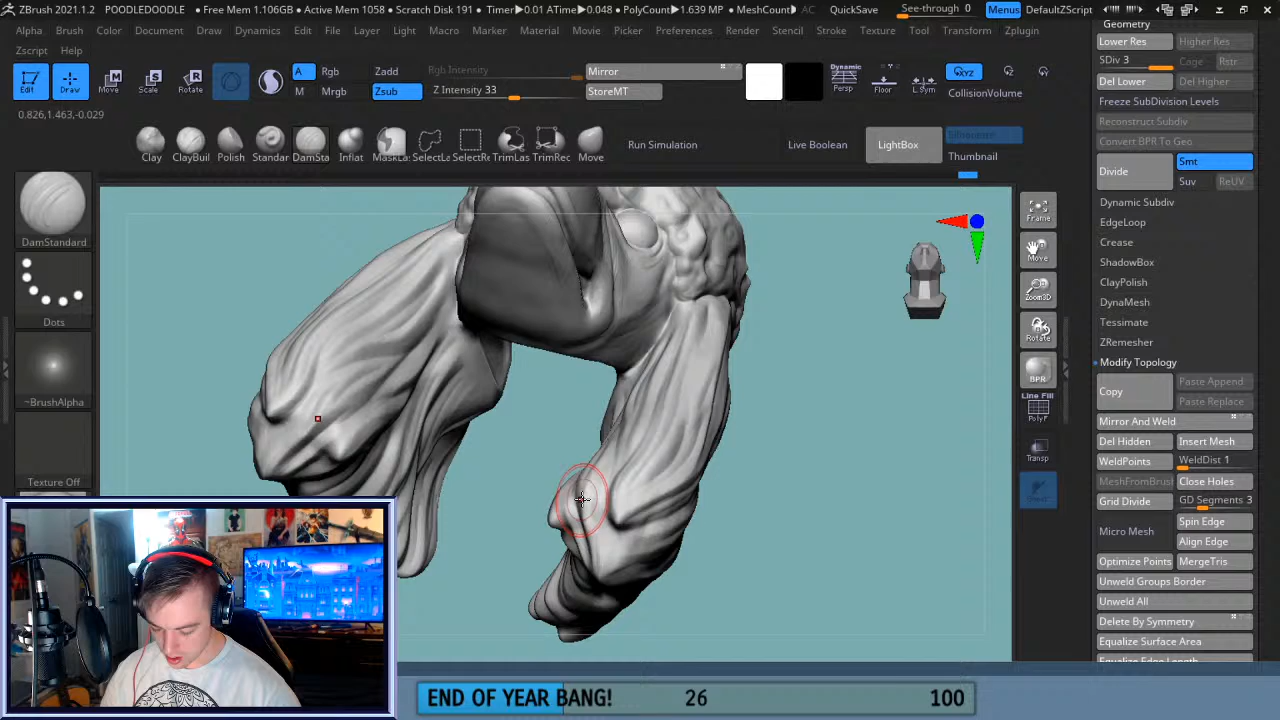 ZBrush 2021.1.2 POODLEDOODLE • Free Mem 1.106GB • Active Mem 1058 • Scratch Disk 191 • Timer▶0.01 ATime▶0.048 • PolyCount▶1.639 MP • MeshCount▶ AC QuickSave See-through 0 Menus DefaultZScript
Alpha Brush Color Document Draw Dynamics Edit File Layer Light Macro Marker Material Movie Picker Preferences Render Stencil Stroke Texture Tool Transform Zplugin
Zscript Help
Edit Draw Move Scale Rotate A Rgb Zadd Rgb Intensity Mirror Dynamic Persp Floor L.Sym XYZ
M Mrgb Zsub Z Intensity 33 StoreMT CollisionVolume
0.826,1.463,-0.029
Clay ClayBuil Polish Standar DamSta Inflat MaskLa SelectLa SelectRe TrimLas TrimRec Move Run Simulation Live Boolean LightBox Thumbnail
DamStandard
Dots
~BrushAlpha
Texture Off
Frame
Move
Zoom3D
Rotate
BPR
Line Fill
PolyF
Transp
Geometry
Lower Res Higher Res
SDiv 3 Cage Rstr
Del Lower Del Higher
Freeze SubDivision Levels
Reconstruct Subdiv
Convert BPR To Geo
Divide Smt
Suv ReUV
Dynamic Subdiv
EdgeLoop
Crease
ShadowBox
ClayPolish
DynaMesh
Tessimate
ZRemesher
Modify Topology
Copy Paste Append
Paste Replace
Mirror And Weld
Del Hidden Insert Mesh
WeldPoints WeldDist 1
MeshFromBrush Close Holes
Grid Divide GD Segments 3
Micro Mesh Spin Edge
Align Edge
Optimize Points MergeTris
Unweld Groups Border
Unweld All
Delete By Symmetry
Equalize Surface Area
END OF YEAR BANG! 26 100